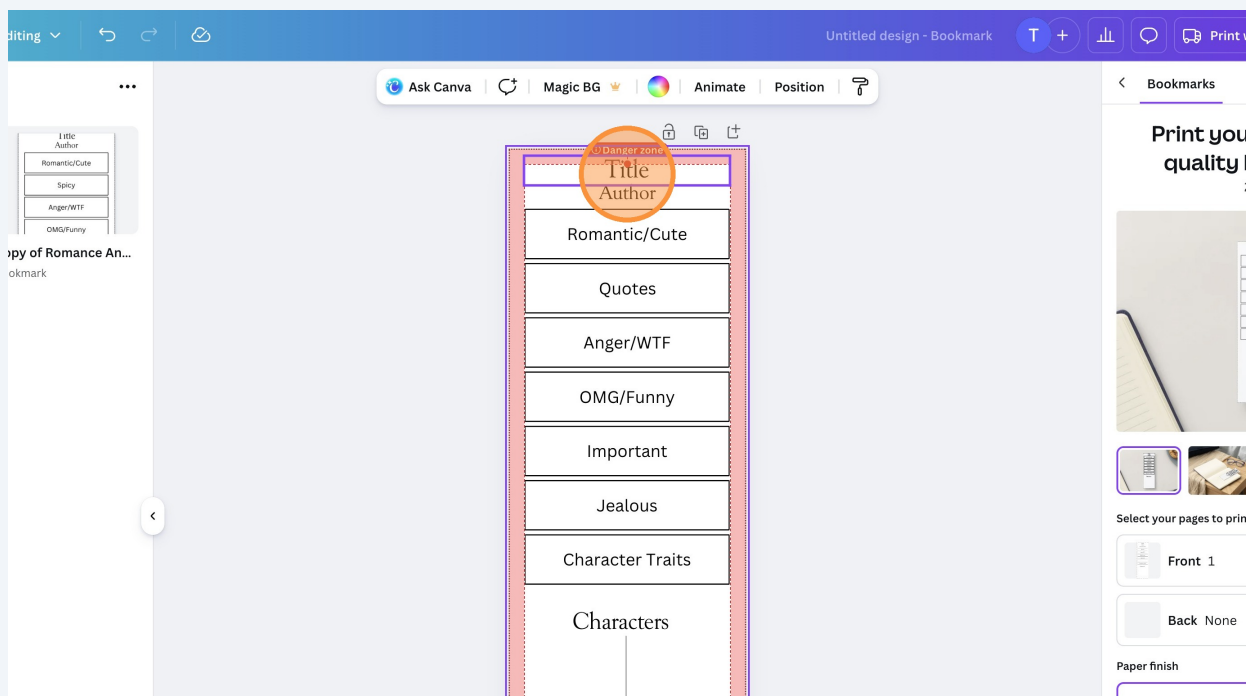 diting
Untitled design - Bookmark
T
Print
Ask Canva
Magic BG
Animate
Position
Bookmarks
Title
Author
Romantic/Cute
Spicy
Anger/WTF
OMG/Funny
opy of Romance An...
okmark
Danger zone
Title
Author
Romantic/Cute
Quotes
Anger/WTF
OMG/Funny
Important
Jealous
Character Traits
Characters
Print you
quality
Select your pages to prin
Front 1
Back None
Paper finish